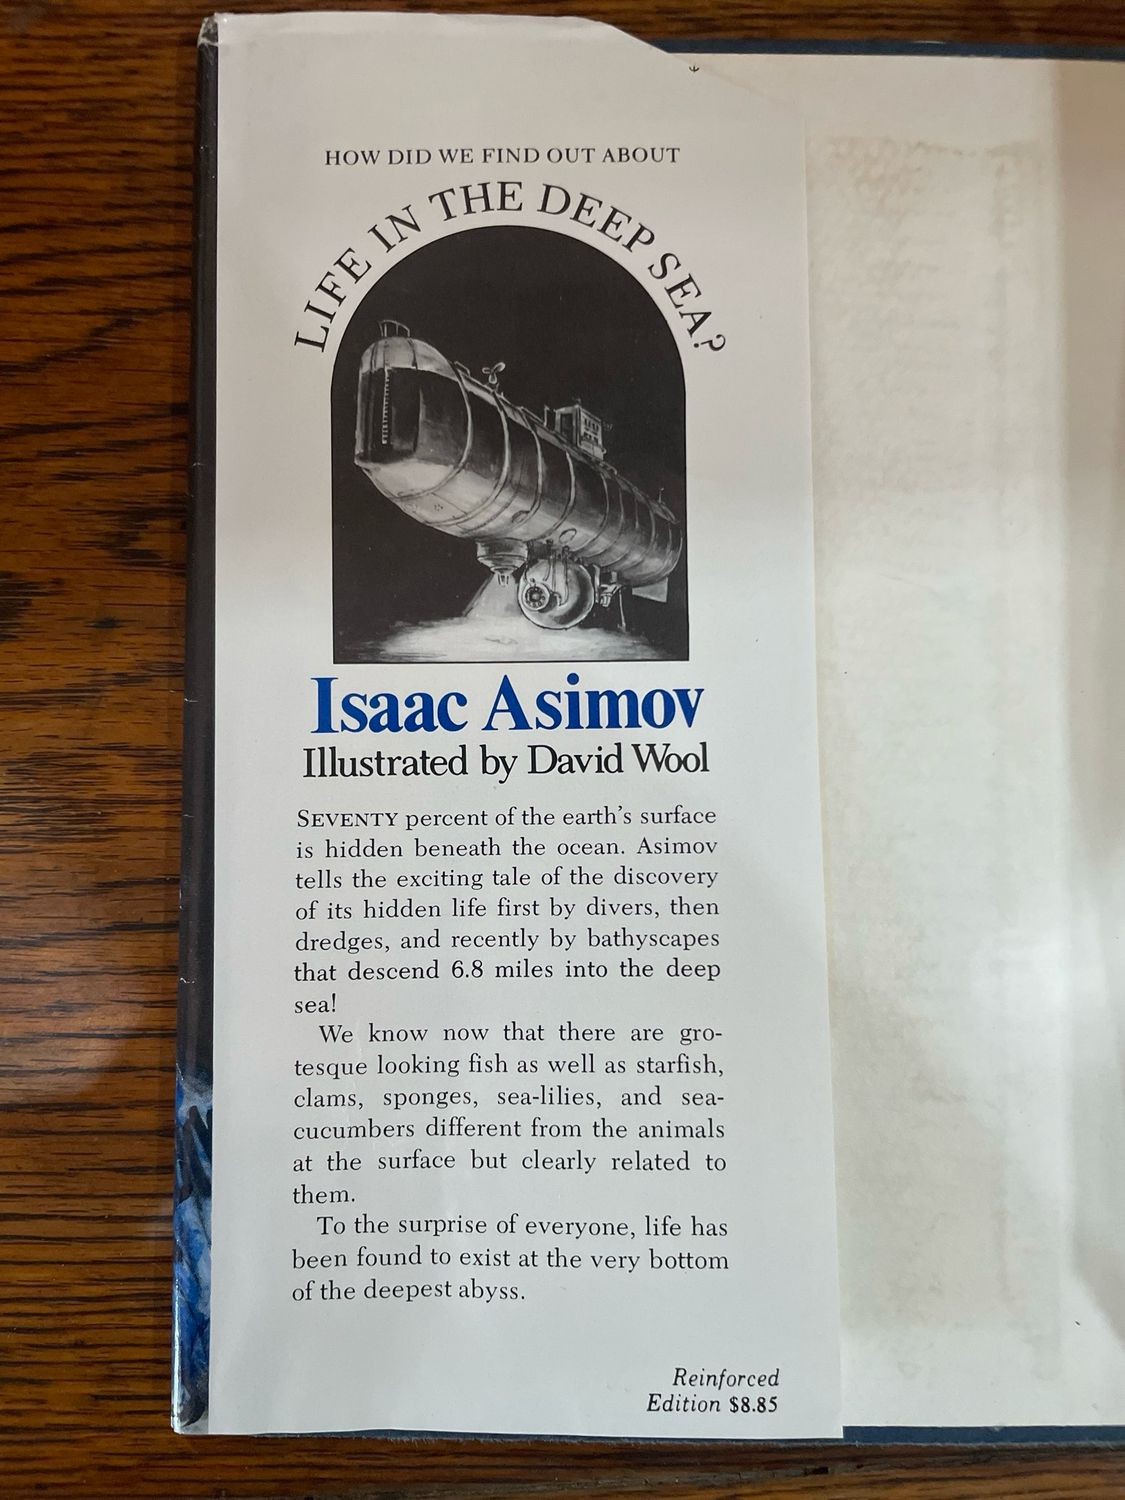 HOW DID WE FIND OUT ABOUT
LIFE IN THE DEEP SEA?
Isaac Asimov
Illustrated by David Wool
SEVENTY percent of the earth's surface
is hidden beneath the ocean. Asimov
tells the exciting tale of the discovery
of its hidden life first by divers, then
dredges, and recently by bathyscapes
that descend 6.8 miles into the deep
sea!
We know now that there are gro-
tesque looking fish as well as starfish,
clams, sponges, sea-lilies, and sea-
cucumbers different from the animals
at the surface but clearly related to
them.
To the surprise of everyone, life has
been found to exist at the very bottom
of the deepest abyss.
Reinforced
Edition $8.85